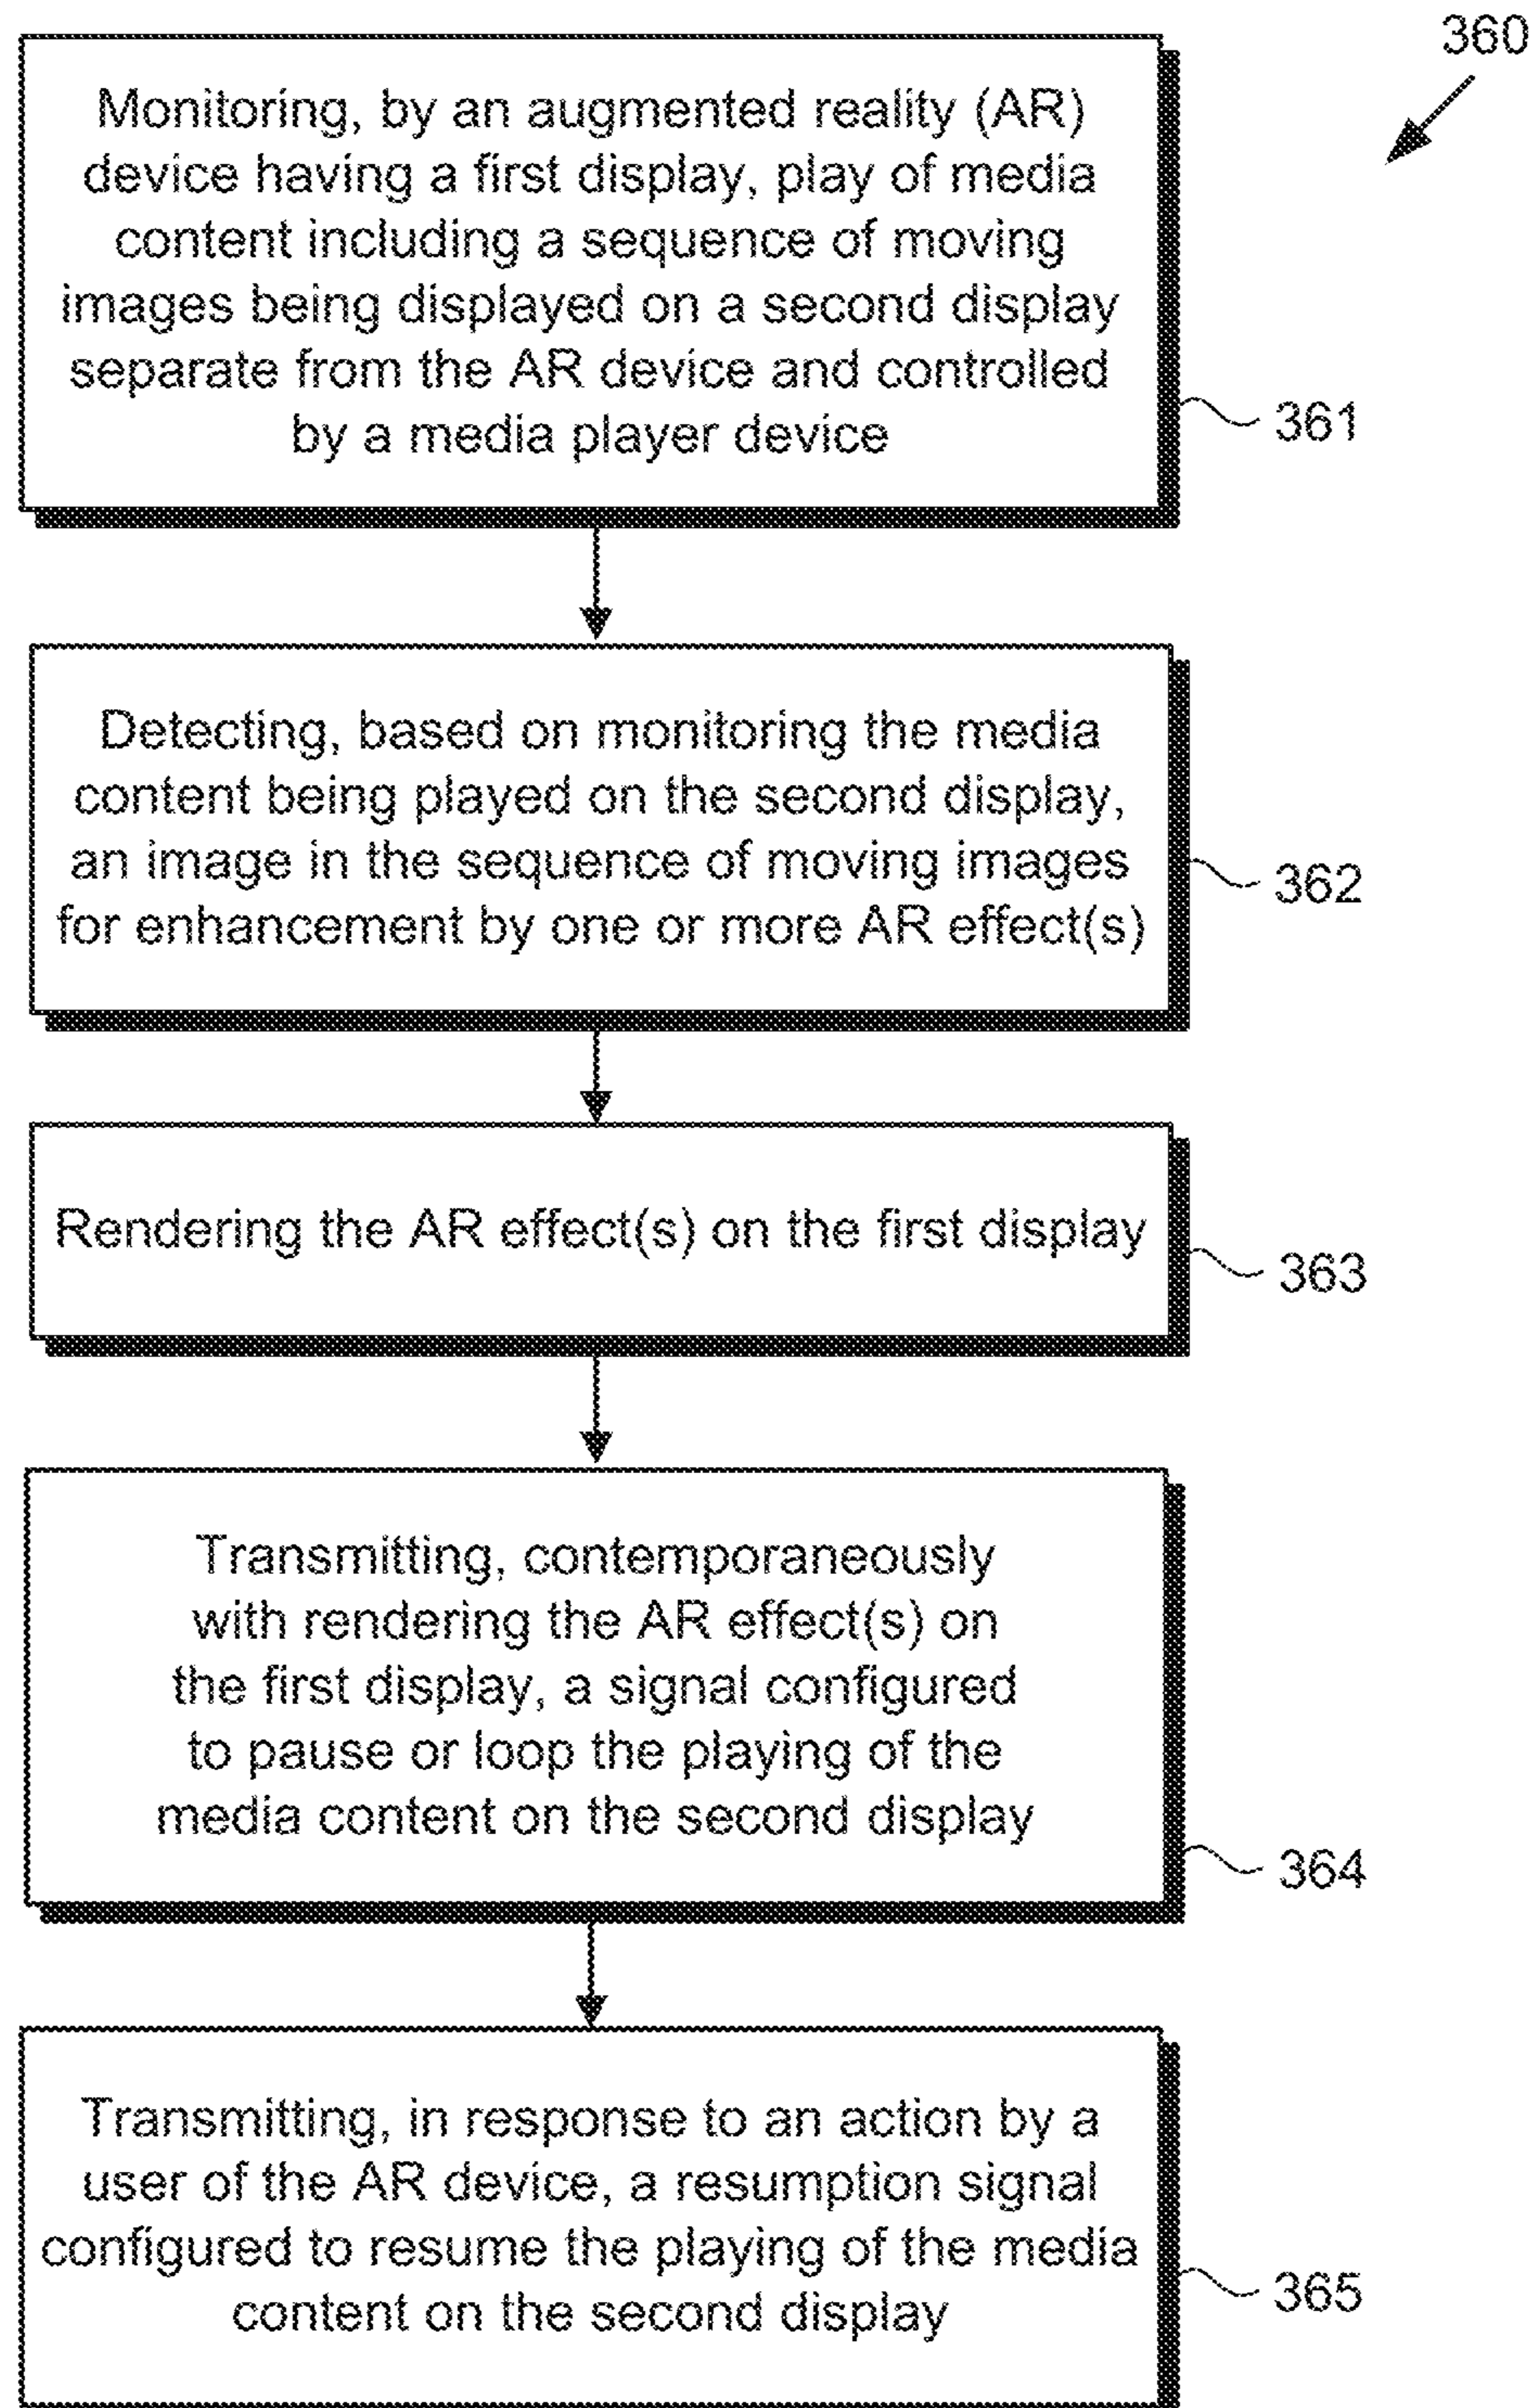 360
Monitoring, by an augmented reality (AR)
device having a first display, play of media
content including a sequence of moving
images being displayed on a second display
separate from the AR device and controlled
by a media player device
361
Detecting, based on monitoring the media
content being played on the second display,
an image in the sequence of moving images
for enhancement by one or more AR effect(s)
362
Rendering the AR effect(s) on the first display
363
Transmitting, contemporaneously
with rendering the AR effect(s) on
the first display, a signal configured
to pause or loop the playing of the
media content on the second display
364
Transmitting, in response to an action by a
user of the AR device, a resumption signal
configured to resume the playing of the media
content on the second display
365